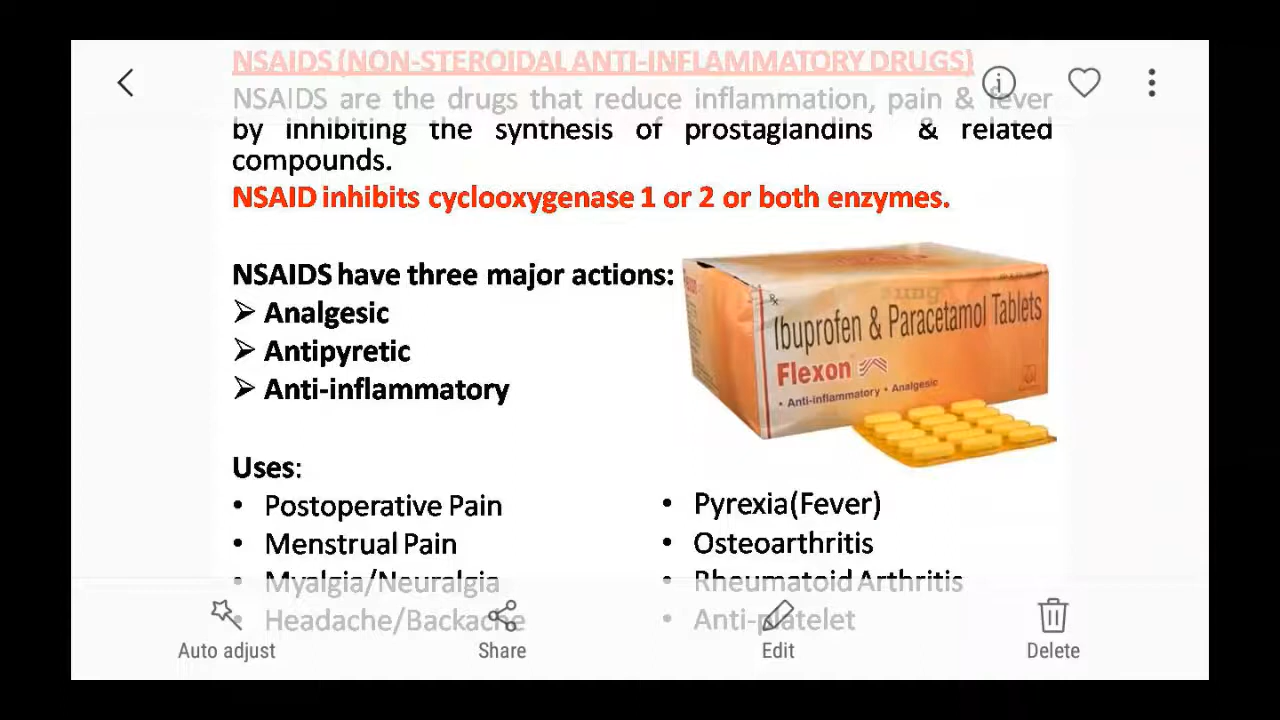 NSAIDS (NON-STEROIDAL ANTI-INFLAMMATORY DRUGS)
NSAIDS are the drugs that reduce inflammation, pain & fever
by inhibiting the synthesis of prostaglandins & related
compounds.
NSAID inhibits cyclooxygenase 1 or 2 or both enzymes.
NSAIDS have three major actions:
➢ Analgesic
➢ Antipyretic
➢ Anti-inflammatory
Rx
Ibuprofen & Paracetamol Tablets
Flexon
• Anti-inflammatory • Analgesic
Uses:
• Postoperative Pain
• Menstrual Pain
• Myalgia/Neuralgia
• Headache/Backache
• Pyrexia(Fever)
• Osteoarthritis
• Rheumatoid Arthritis
• Anti-platelet
Auto adjust
Share
Edit
Delete